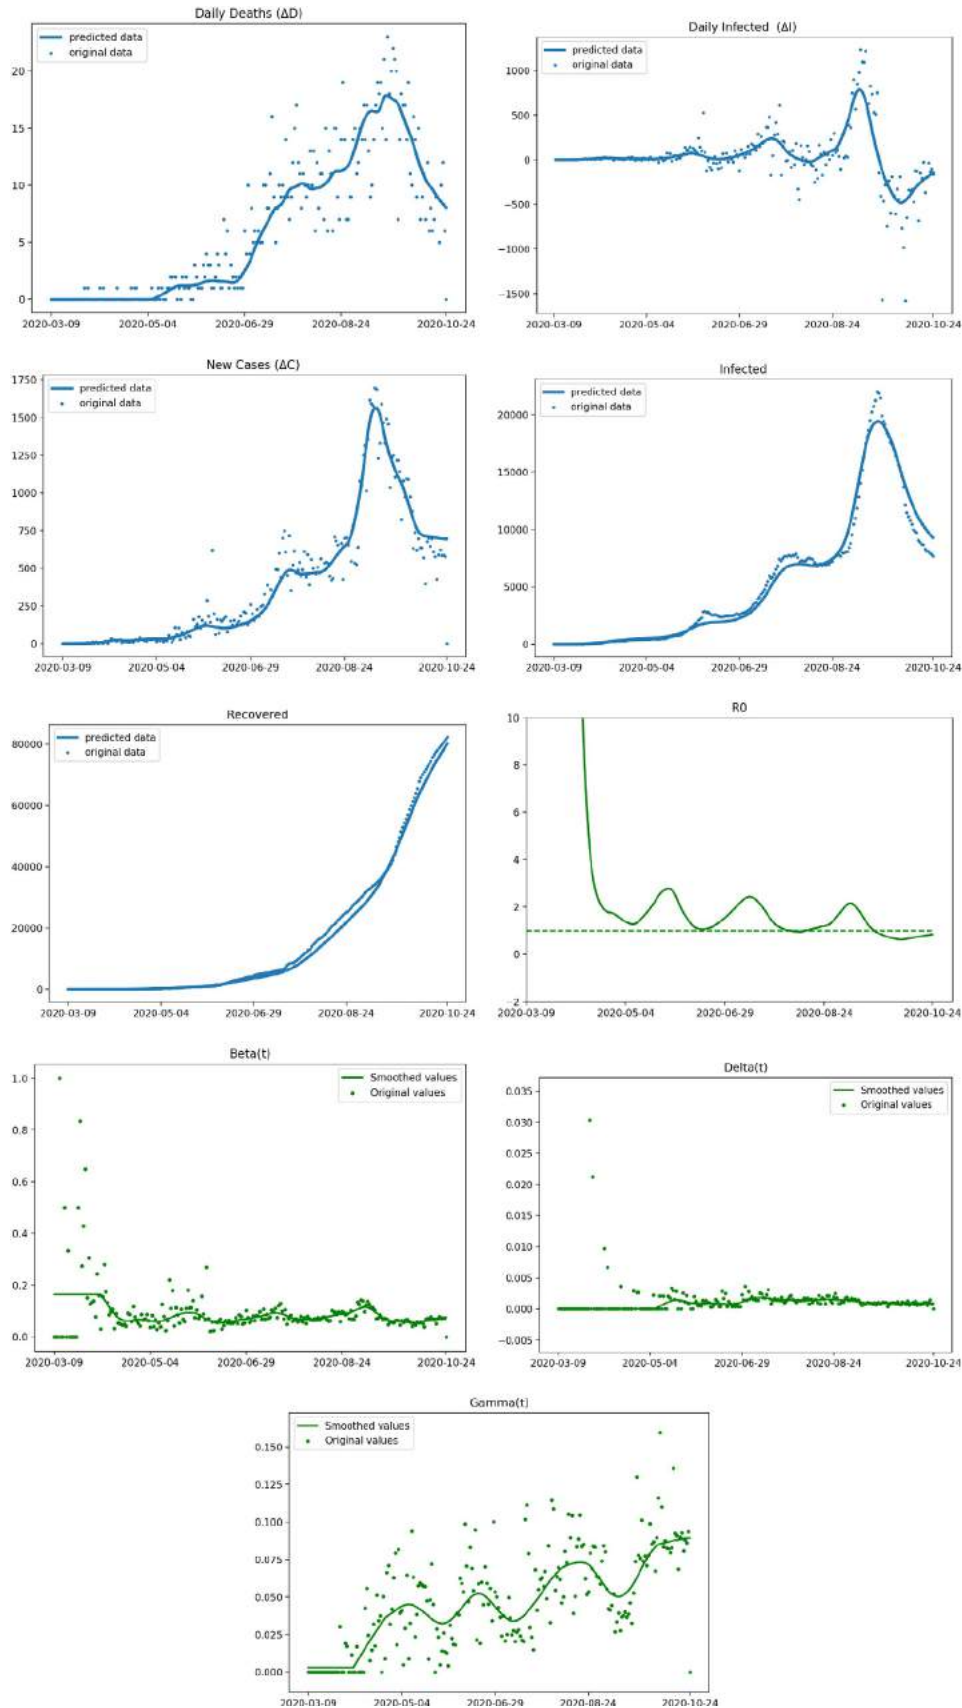 Daily Deaths (ΔD)
predicted data
original data
20
15
10
5
0
2020-03-09 2020-05-04 2020-06-29 2020-08-24 2020-10-24
Daily Infected (ΔI)
predicted data
original data
1000
500
0
−500
−1000
−1500
2020-03-09 2020-05-04 2020-06-29 2020-08-24 2020-10-24
New Cases (ΔC)
predicted data
original data
1750
1500
1250
1000
750
500
250
0
2020-03-09 2020-05-04 2020-06-29 2020-08-24 2020-10-24
Infected
predicted data
original data
20000
15000
10000
5000
0
2020-03-09 2020-05-04 2020-06-29 2020-08-24 2020-10-24
Recovered
predicted data
original data
80000
60000
40000
20000
0
2020-03-09 2020-05-04 2020-06-29 2020-08-24 2020-10-24
R0
10
8
6
4
2
0
−2
2020-03-09 2020-05-04 2020-06-29 2020-08-24 2020-10-24
Beta(t)
Smoothed values
Original values
1.0
0.8
0.6
0.4
0.2
0.0
2020-03-09 2020-05-04 2020-06-29 2020-08-24 2020-10-24
Delta(t)
Smoothed values
Original values
0.035
0.030
0.025
0.020
0.015
0.010
0.005
0.000
−0.005
2020-03-09 2020-05-04 2020-06-29 2020-08-24 2020-10-24
Gamma(t)
Smoothed values
Original values
0.150
0.125
0.100
0.075
0.050
0.025
0.000
2020-03-09 2020-05-04 2020-06-29 2020-08-24 2020-10-24